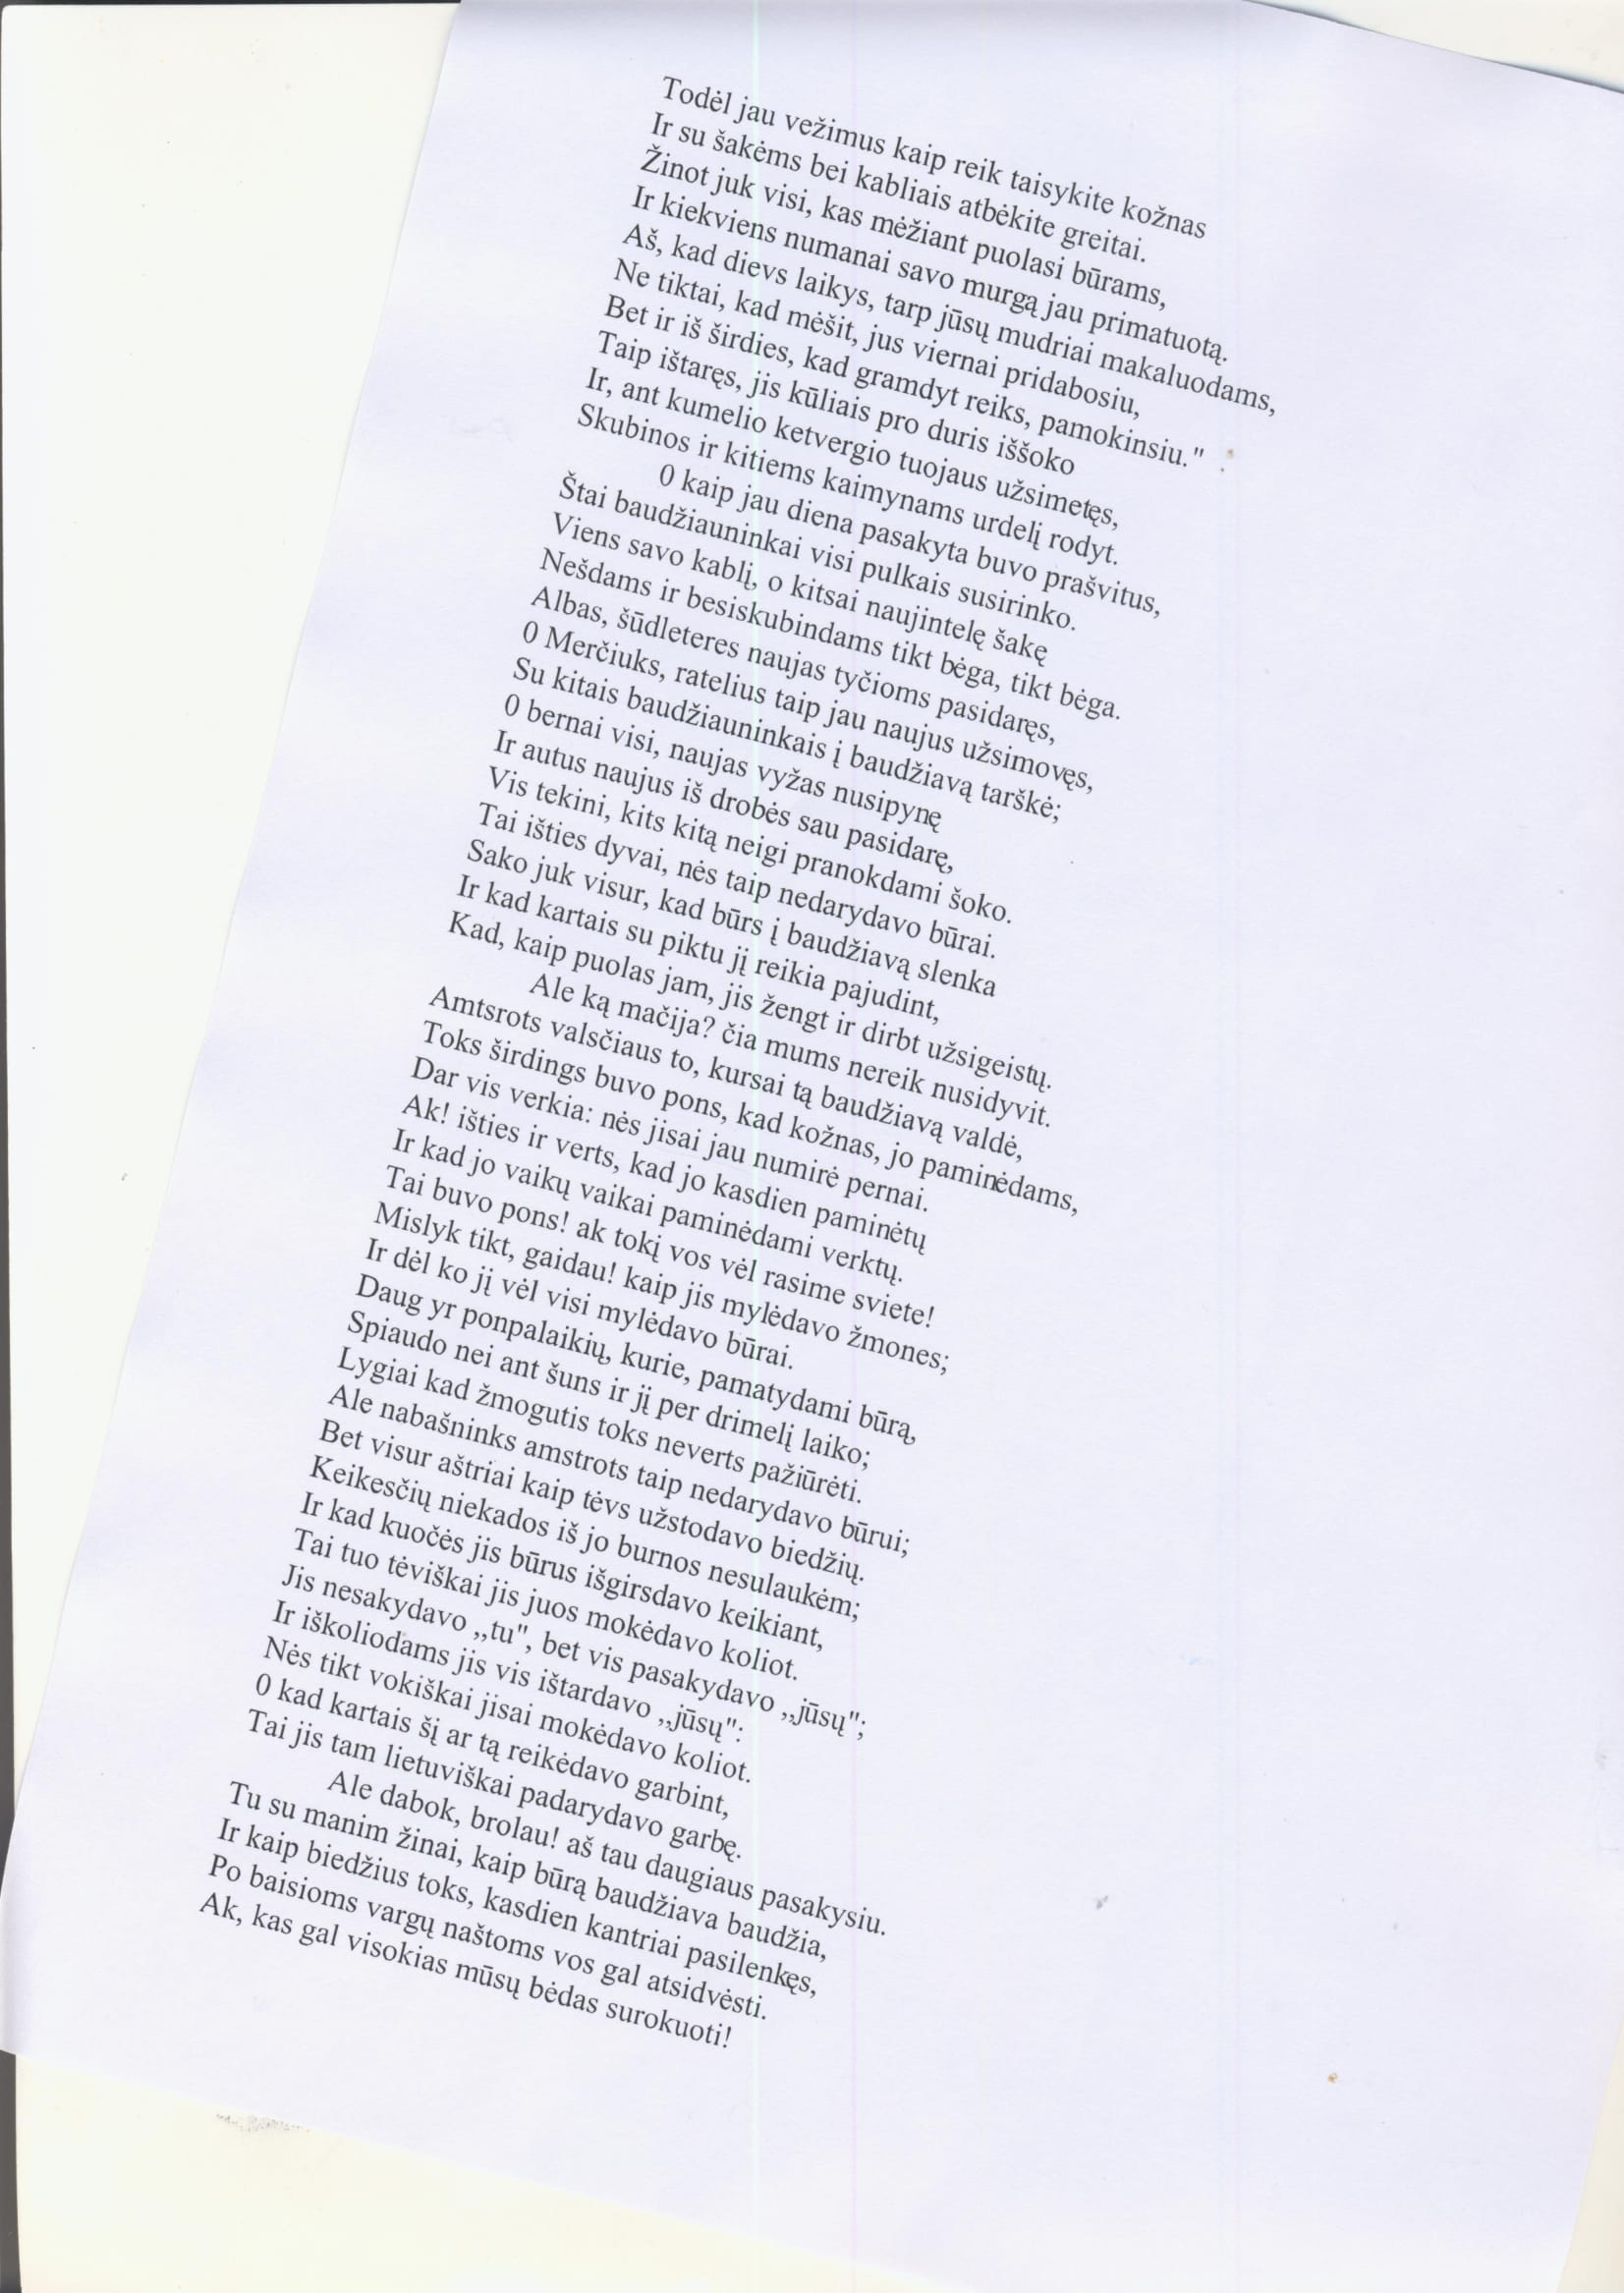 Todėl jau vežimus kaip reik taisykite kožnas
Ir su šakėms bei kabliais atbėkite greitai.
Žinot juk visi, kas mėžiant puolasi būrams,
Ir kiekviens numanai savo murgą jau primatuotą.
Aš, kad dievs laikys, tarp jūsų mudriai makaluodams,
Ne tiktai, kad mėšit, jus viernai pridabosiu,
Bet ir iš širdies, kad gramdyt reiks, pamokinsiu."
Taip ištaręs, jis kūliais pro duris iššoko
Ir, ant kumelio ketvergio tuojaus užsimetęs,
Skubinos ir kitiems kaimynams urdelį rodyt.
0 kaip jau diena pasakyta buvo prašvitus,
Štai baudžiauninkai visi pulkais susirinko.
Viens savo kablį, o kitsai naujintelę šakę
Nešdams ir besiskubindams tikt bėga, tikt bėga.
Albas, šūdleteres naujas tyčioms pasidaręs,
0 Merčiuks, ratelius taip jau naujus užsimovęs,
Su kitais baudžiauninkais į baudžiavą tarškė;
0 bernai visi, naujas vyžas nusipynę
Ir autus naujus iš drobės sau pasidarę,
Vis tekini, kits kitą neigi pranokdami šoko.
Tai išties dyvai, nės taip nedarydavo būrai.
Sako juk visur, kad būrs į baudžiavą slenka
Ir kad kartais su piktu jį reikia pajudint,
Kad, kaip puolas jam, jis žengt ir dirbt užsigeistų.
Ale ką mačija? čia mums nereik nusidyvit.
Amtsrots valsčiaus to, kursai tą baudžiavą valdė,
Toks širdings buvo pons, kad kožnas, jo paminėdams,
Dar vis verkia: nės jisai jau numirė pernai.
Ak! išties ir verts, kad jo kasdien paminėtų
Ir kad jo vaikų vaikai paminėdami verktų.
Tai buvo pons! ak tokį vos vėl rasime sviete!
Mislyk tikt, gaidau! kaip jis mylėdavo žmones;
Ir dėl ko jį vėl visi mylėdavo būrai.
Daug yr ponpalaikių, kurie, pamatydami būrą,
Spiaudo nei ant šuns ir jį per drimelį laiko;
Lygiai kad žmogutis toks neverts pažiūrėti.
Ale nabašninks amstrots taip nedarydavo būrui;
Bet visur aštriai kaip tėvs užstodavo biedžių.
Keikesčių niekados iš jo burnos nesulaukėm;
Ir kad kuočės jis būrus išgirsdavo keikiant,
Tai tuo tėviškai jis juos mokėdavo koliot.
Jis nesakydavo ,,tu", bet vis pasakydavo ,,jūsų";
Ir iškoliodams jis vis ištardavo ,,jūsų":
Nės tikt vokiškai jisai mokėdavo koliot.
0 kad kartais šį ar tą reikėdavo garbint,
Tai jis tam lietuviškai padarydavo garbę.
Ale dabok, brolau! aš tau daugiaus pasakysiu.
Tu su manim žinai, kaip būrą baudžiava baudžia,
Ir kaip biedžius toks, kasdien kantriai pasilenkęs,
Po baisioms vargų naštoms vos gal atsidvėsti.
Ak, kas gal visokias mūsų bėdas surokuoti!